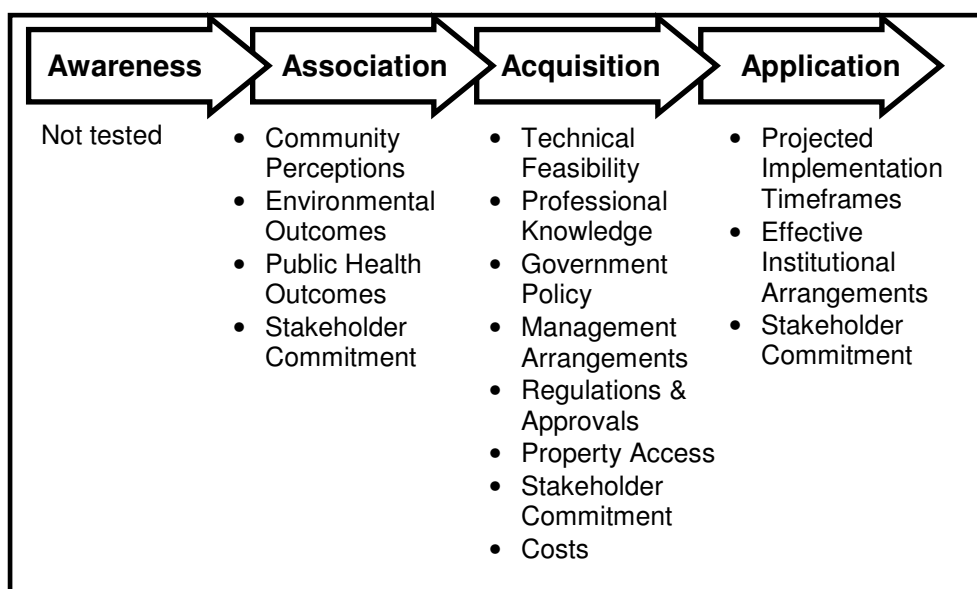 Awareness
Association
Acquisition
Application
Not tested
• Community
Perceptions
• Environmental
Outcomes
• Public Health
Outcomes
• Stakeholder
Commitment
• Technical
Feasibility
• Professional
Knowledge
• Government
Policy
• Management
Arrangements
• Regulations &
Approvals
• Property Access
• Stakeholder
Commitment
• Costs
• Projected
Implementation
Timeframes
• Effective
Institutional
Arrangements
• Stakeholder
Commitment